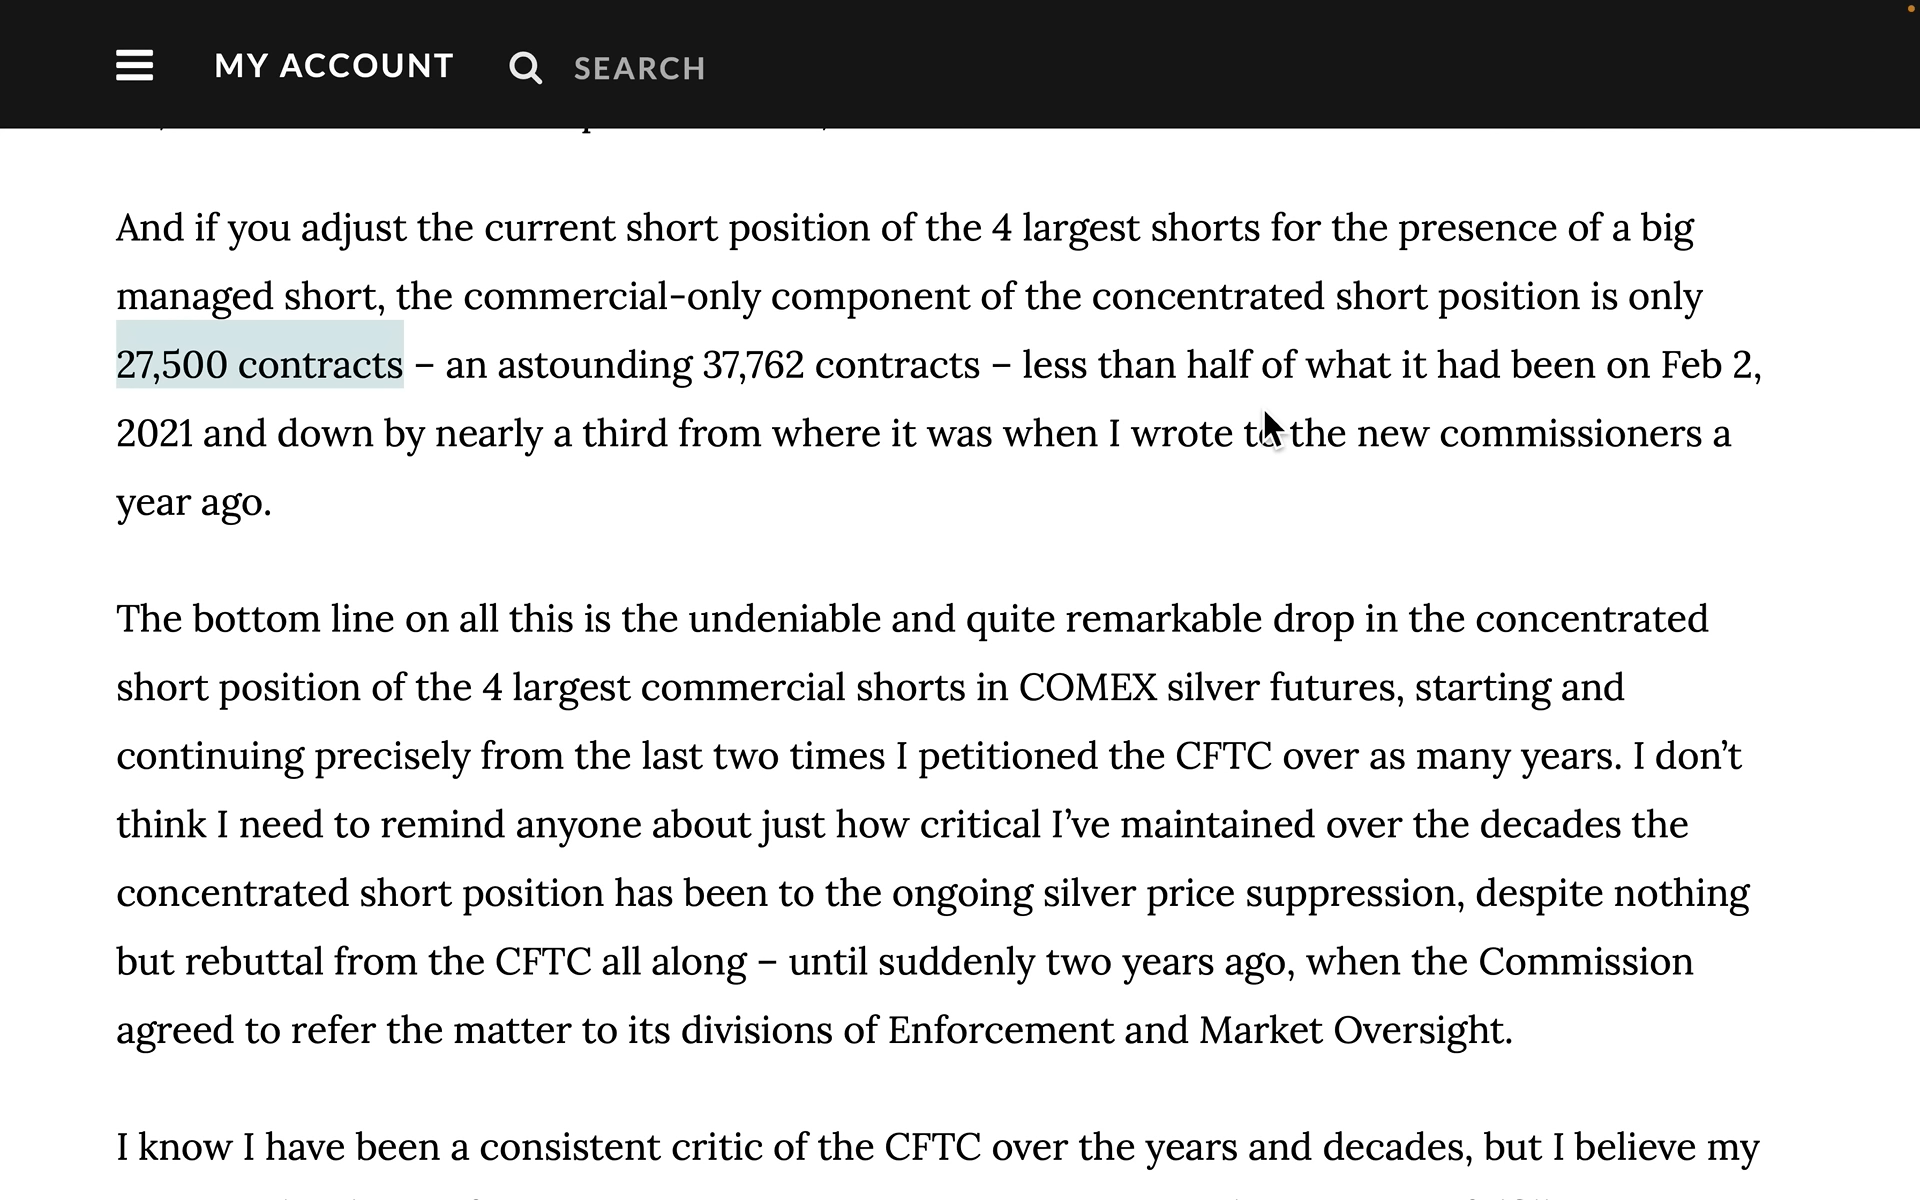 MY ACCOUNT SEARCH
And if you adjust the current short position of the 4 largest shorts for the presence of a big
managed short, the commercial-only component of the concentrated short position is only
27,500 contracts – an astounding 37,762 contracts – less than half of what it had been on Feb 2,
2021 and down by nearly a third from where it was when I wrote to the new commissioners a
year ago.
The bottom line on all this is the undeniable and quite remarkable drop in the concentrated
short position of the 4 largest commercial shorts in COMEX silver futures, starting and
continuing precisely from the last two times I petitioned the CFTC over as many years. I don’t
think I need to remind anyone about just how critical I’ve maintained over the decades the
concentrated short position has been to the ongoing silver price suppression, despite nothing
but rebuttal from the CFTC all along – until suddenly two years ago, when the Commission
agreed to refer the matter to its divisions of Enforcement and Market Oversight.
I know I have been a consistent critic of the CFTC over the years and decades, but I believe my